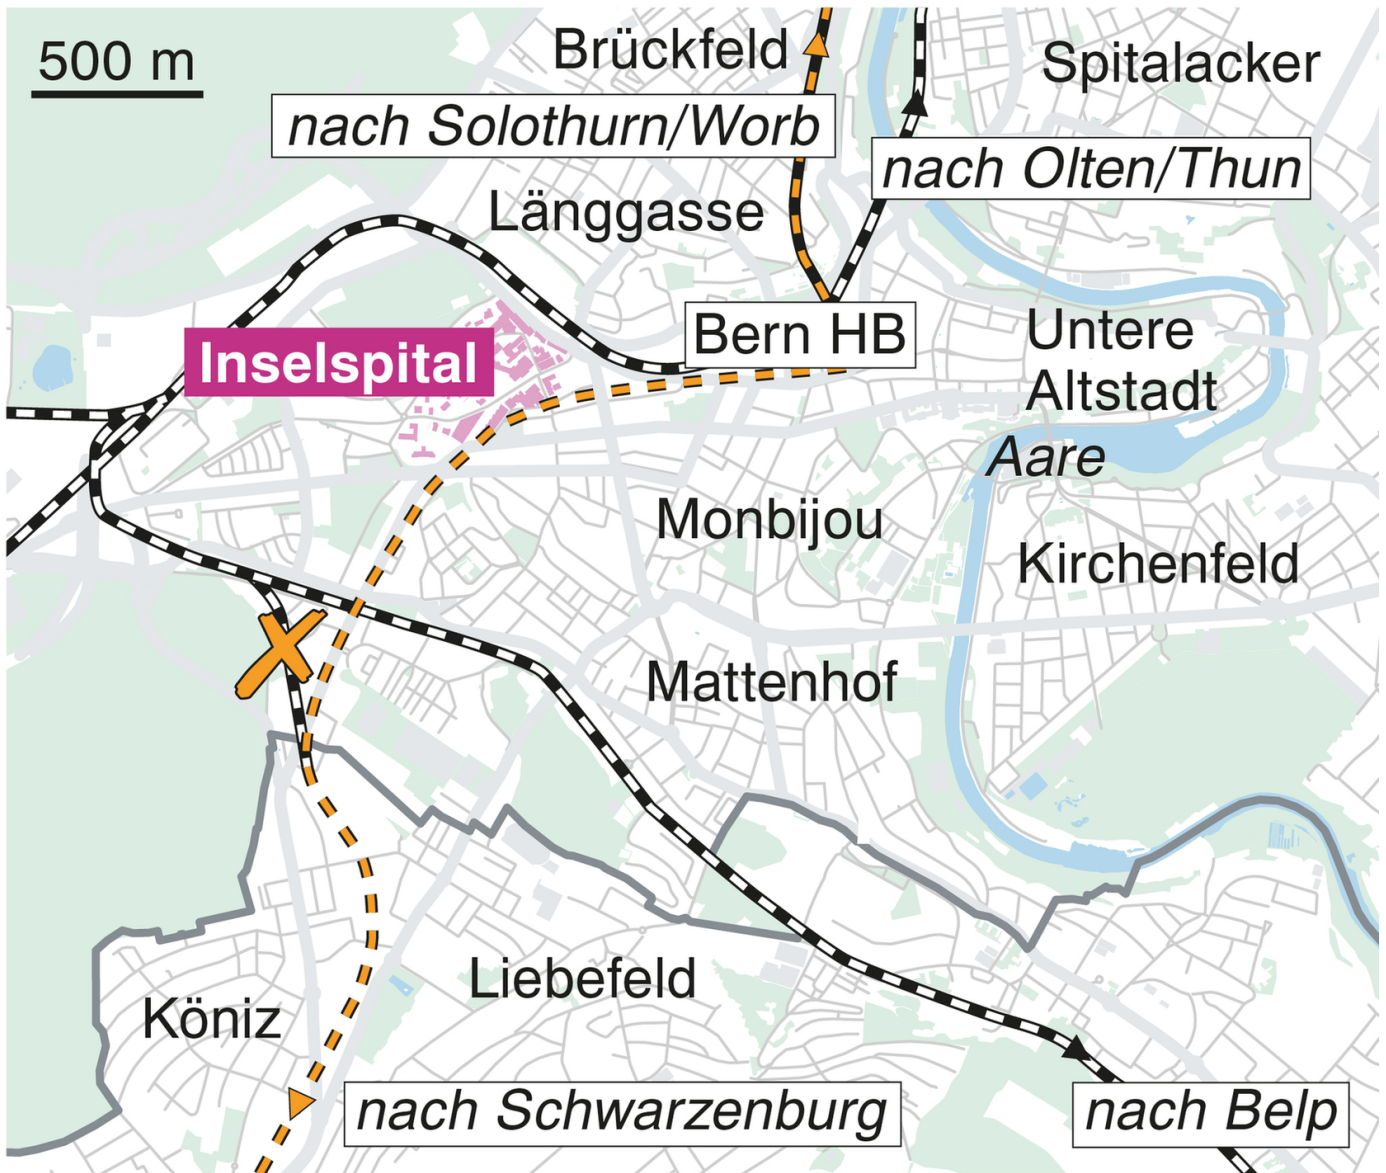 500 m
Brückfeld
Spitalacker
nach Solothurn/Worb
nach Olten/Thun
Länggasse
Bern HB
Untere
Altstadt
Inselspital
Aare
Monbijou
Kirchenfeld
Mattenhof
Liebefeld
Köniz
nach Schwarzenburg
nach Belp